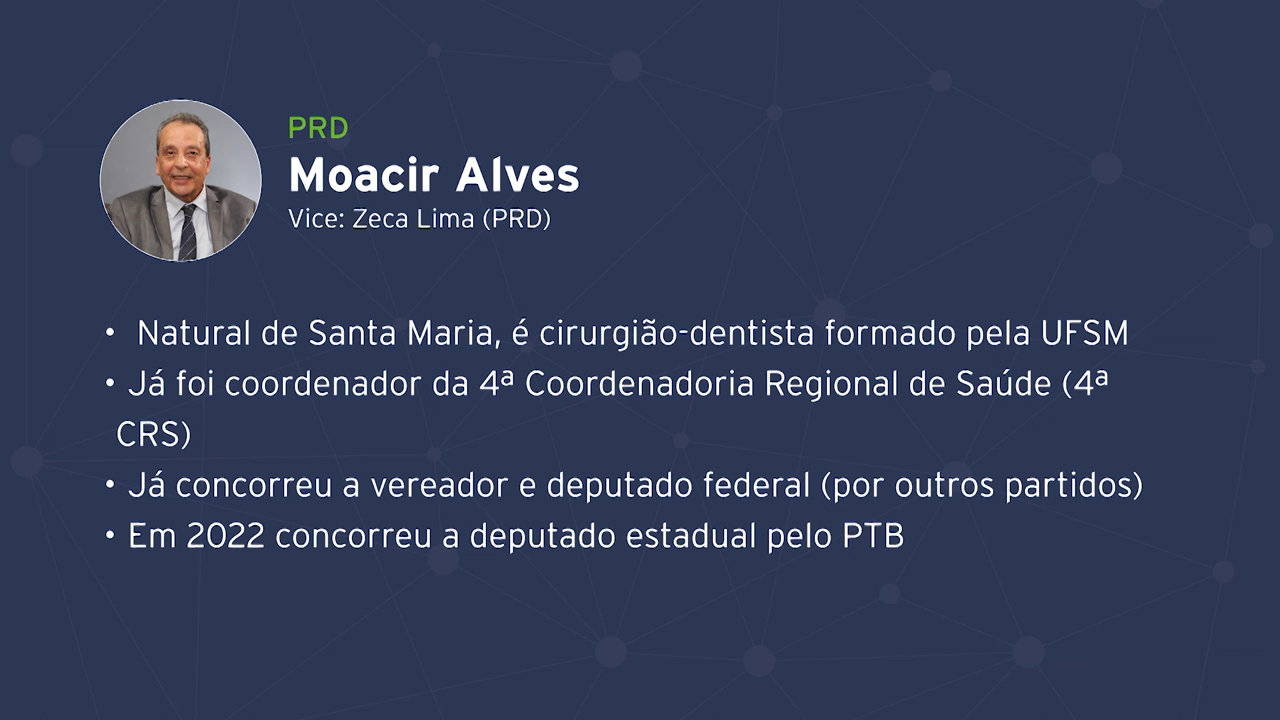 PRD
Moacir Alves
Vice: Zeca Lima (PRD)
• Natural de Santa Maria, é cirurgião-dentista formado pela UFSM
• Já foi coordenador da 4ª Coordenadoria Regional de Saúde (4ª
CRS)
• Já concorreu a vereador e deputado federal (por outros partidos)
• Em 2022 concorreu a deputado estadual pelo PTB